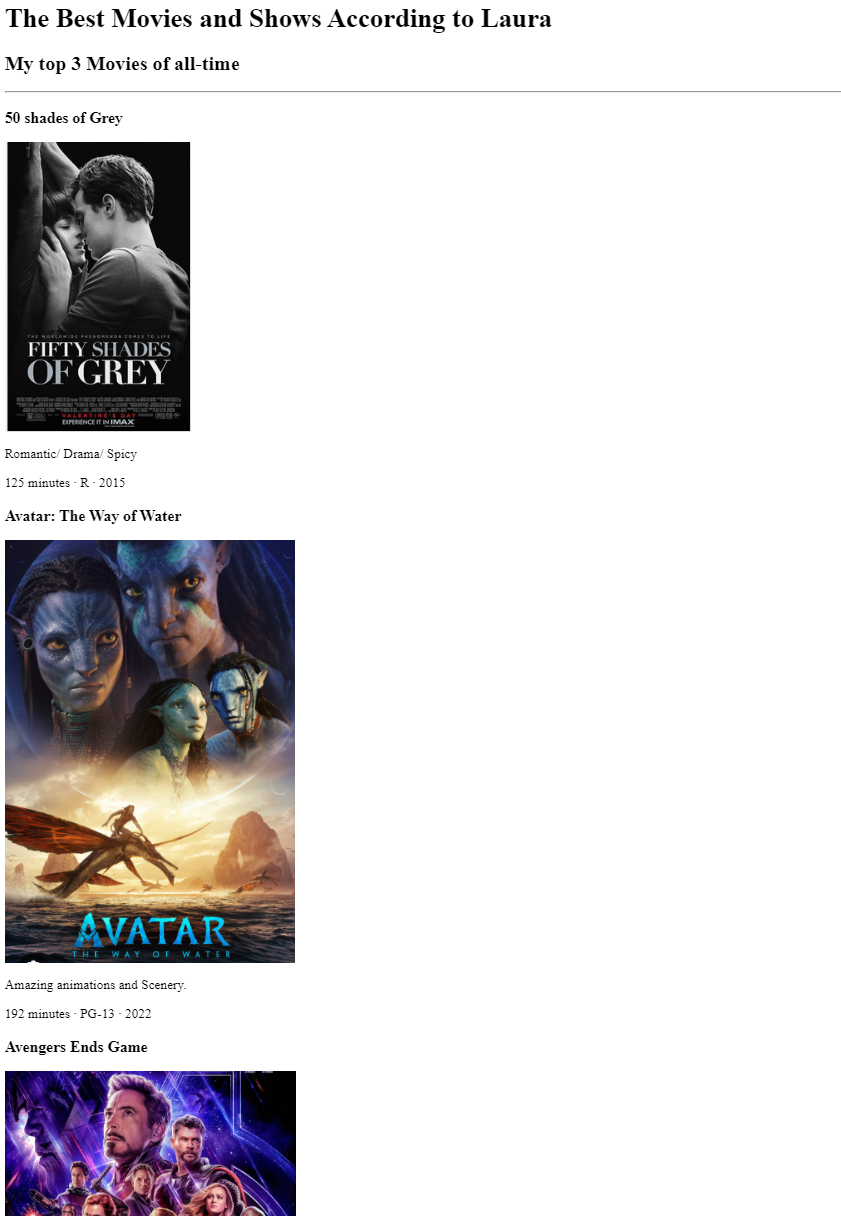 The Best Movies and Shows According to Laura
My top 3 Movies of all-time
50 shades of Grey
THE WORLDWIDE PHENOMENON COMES TO LIFE
FIFTY SHADES
OF GREY
VALENTINE'S DAY
EXPERIENCE IT IN IMAX
Romantic/ Drama/ Spicy
125 minutes · R · 2015
Avatar: The Way of Water
AVATAR
THE WAY OF WATER
Amazing animations and Scenery.
192 minutes · PG-13 · 2022
Avengers Ends Game